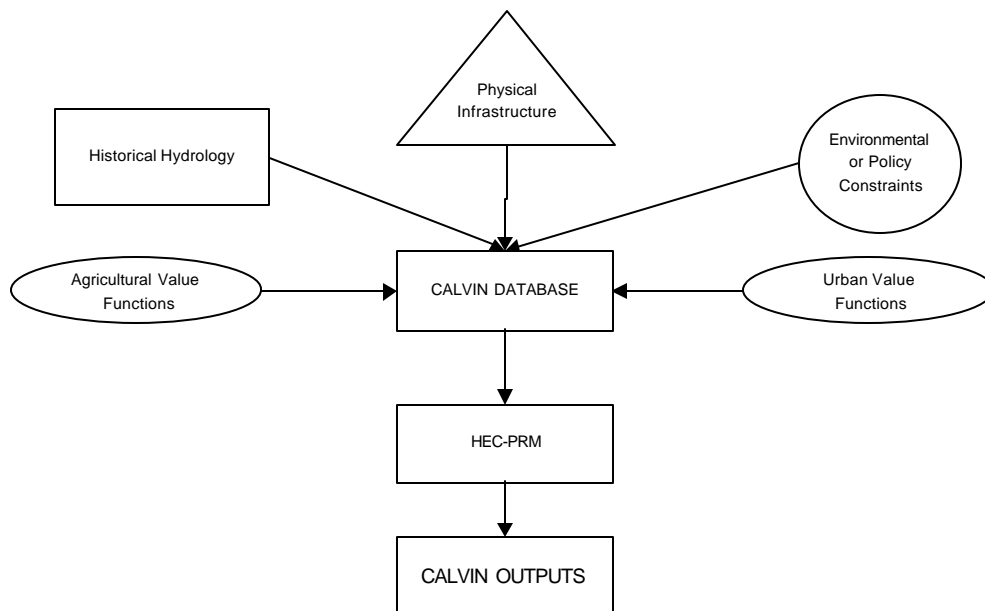 Physical
Infrastructure
Historical Hydrology
Environmental
or Policy
Constraints
Agricultural Value
Functions
CALVIN DATABASE
Urban Value
Functions
HEC-PRM
CALVIN OUTPUTS